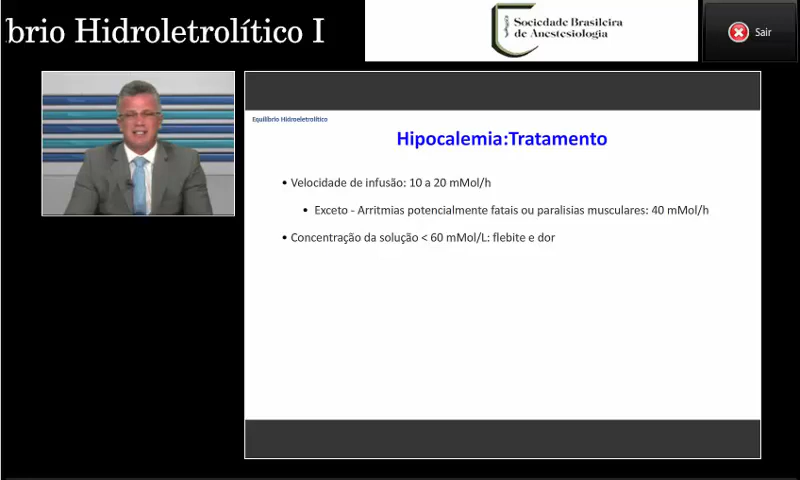 brio Hidroletrolítico I
Sociedade Brasileira
de Anestesiologia
Sair
Equilíbrio Hidroeletrolítico
Hipocalemia:Tratamento
• Velocidade de infusão: 10 a 20 mMol/h
• Exceto - Arritmias potencialmente fatais ou paralisias musculares: 40 mMol/h
• Concentração da solução < 60 mMol/L: flebite e dor